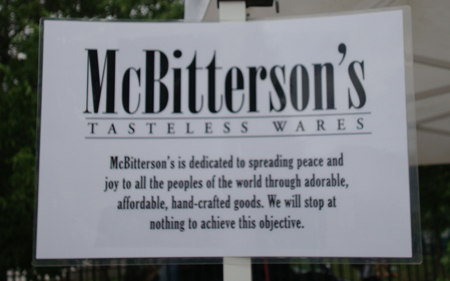 McBitterson's
TASTELESS WARES
McBitterson's is dedicated to spreading peace and
joy to all the peoples of the world through adorable,
affordable, hand-crafted goods. We will stop at
nothing to achieve this objective.